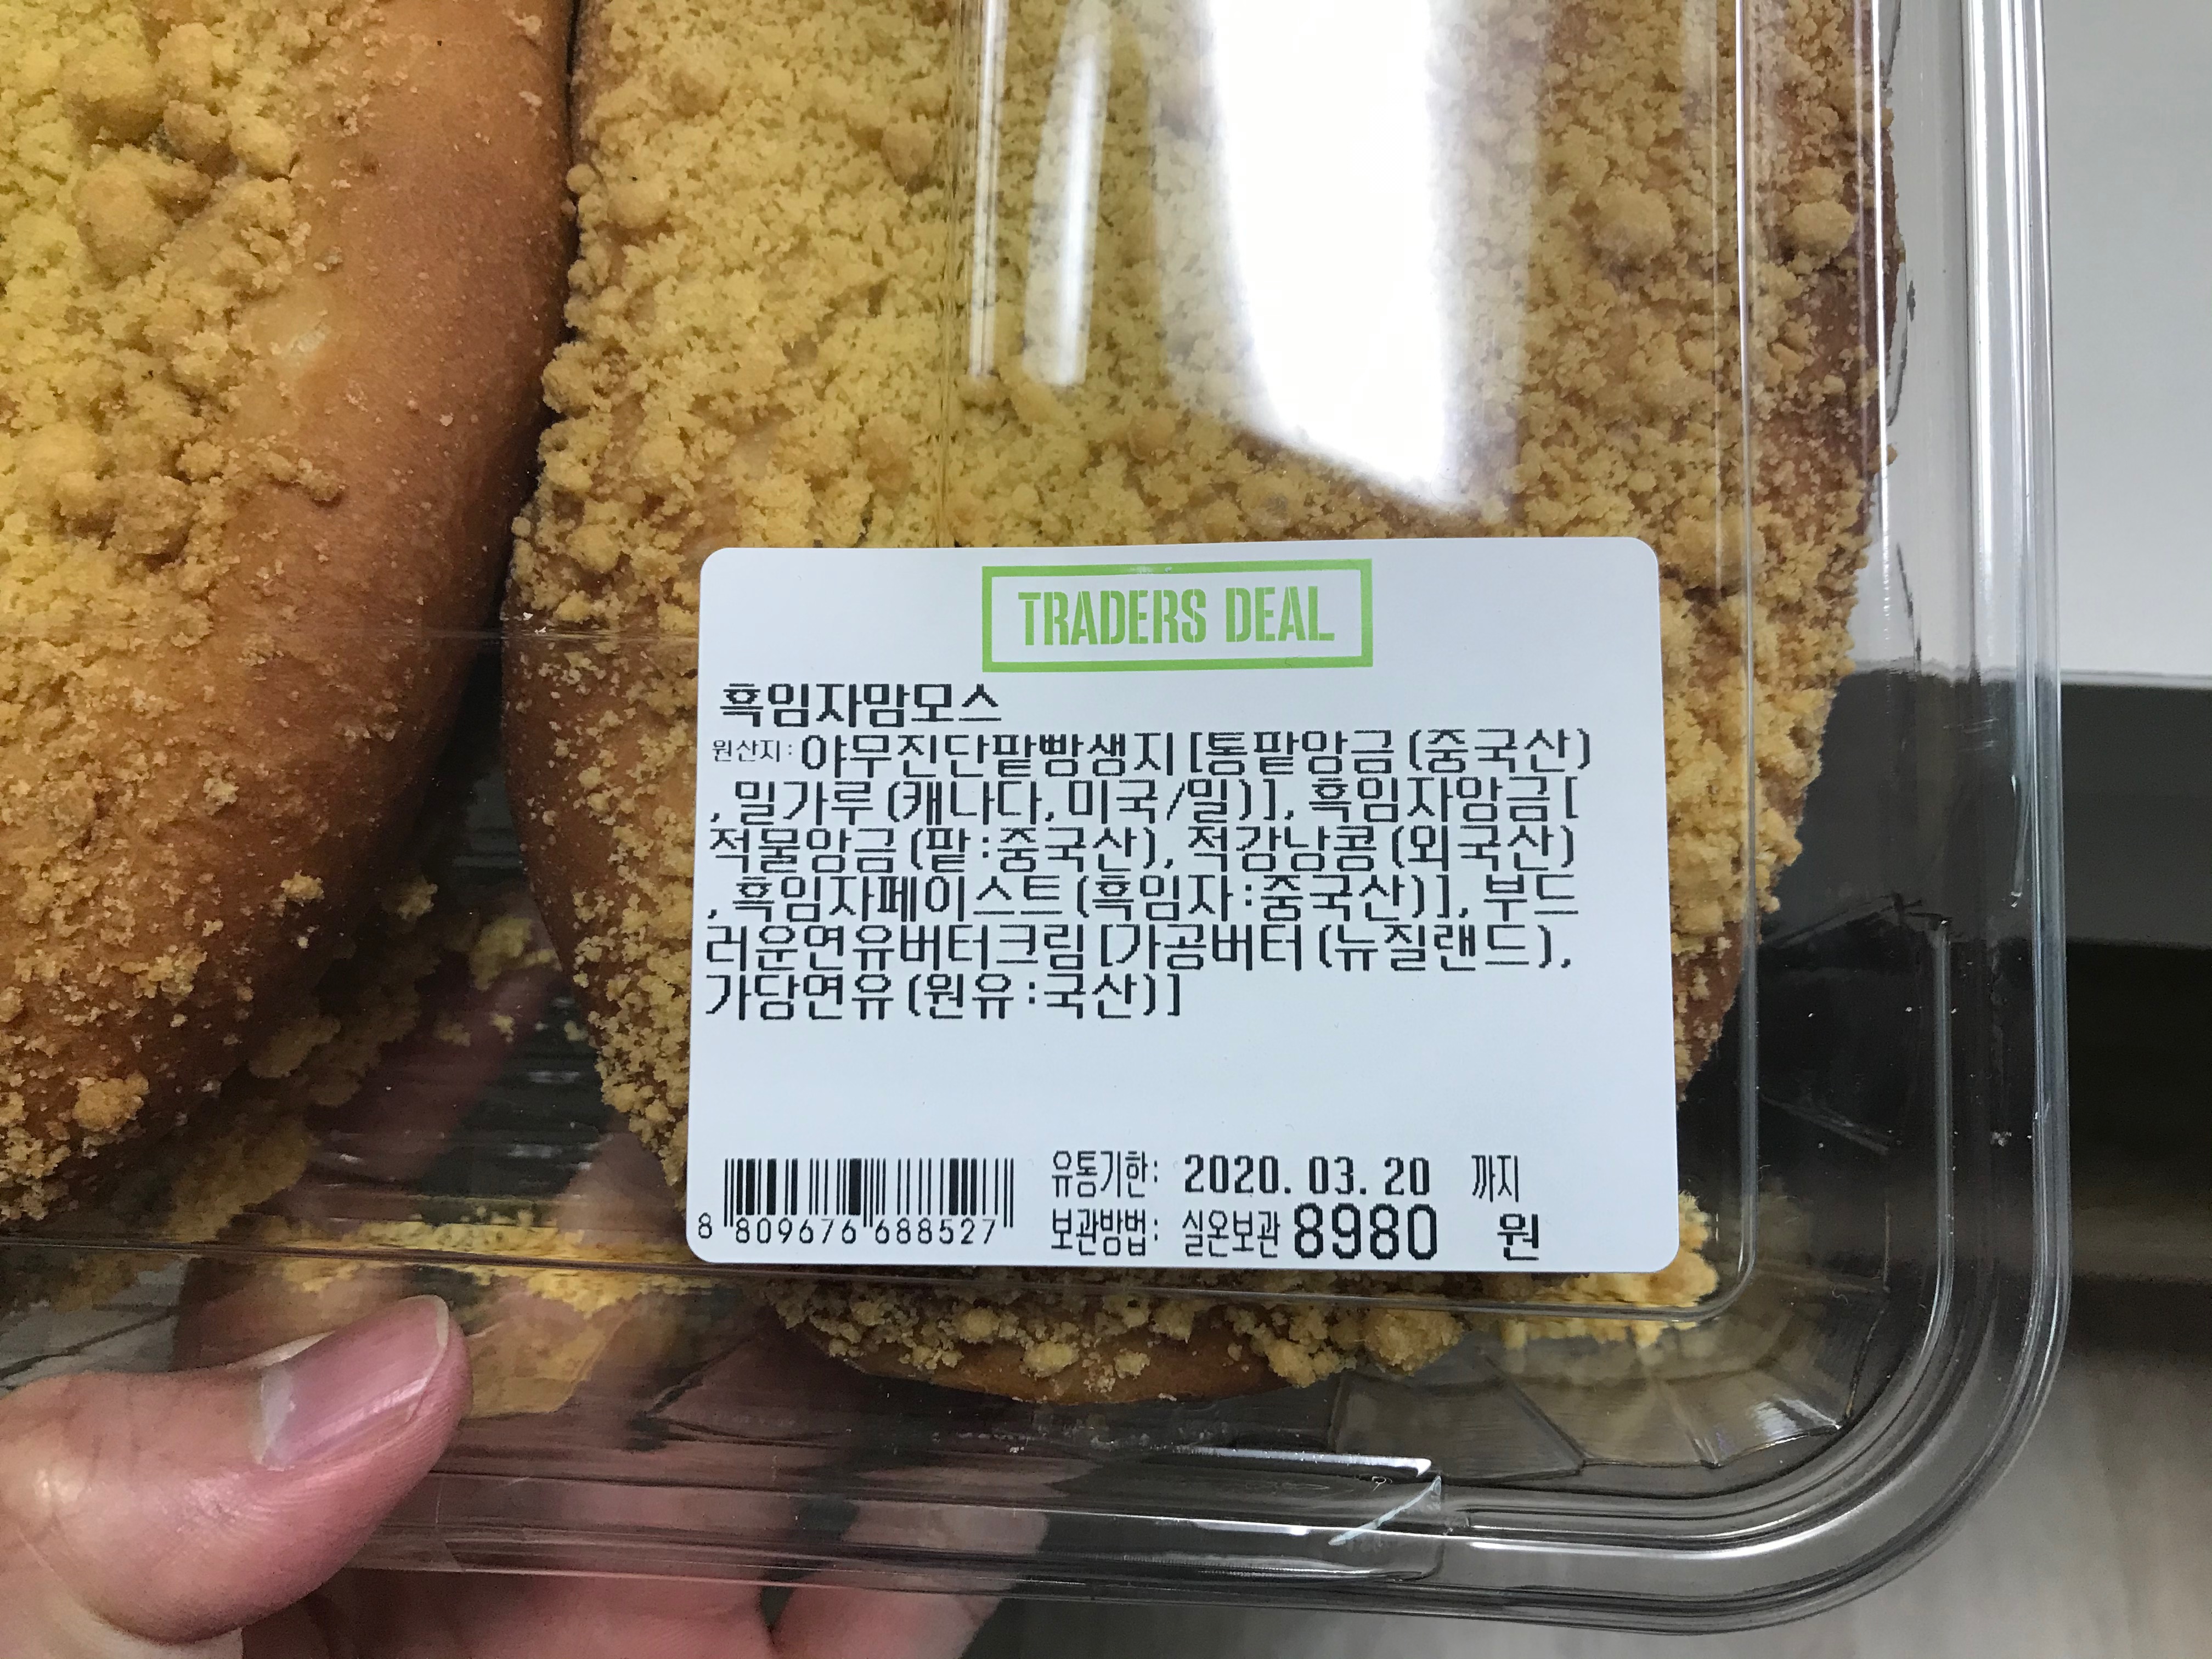 TRADERS DEAL
흑임자맘모스
원산지: 야무진단팥빵생지[통팥앙금(중국산)
,밀가루(캐나다,미국/밀)],흑임자앙금[
적물앙금(팥:중국산),적강낭콩(외국산)
,흑임자페이스트(흑임자:중국산)],부드
러운연유버터크림[가공버터(뉴질랜드),
가당연유(원유:국산)]
유통기한: 2020. 03. 20 까지
보관방법: 실온보관 8980 원
8 809676 688527